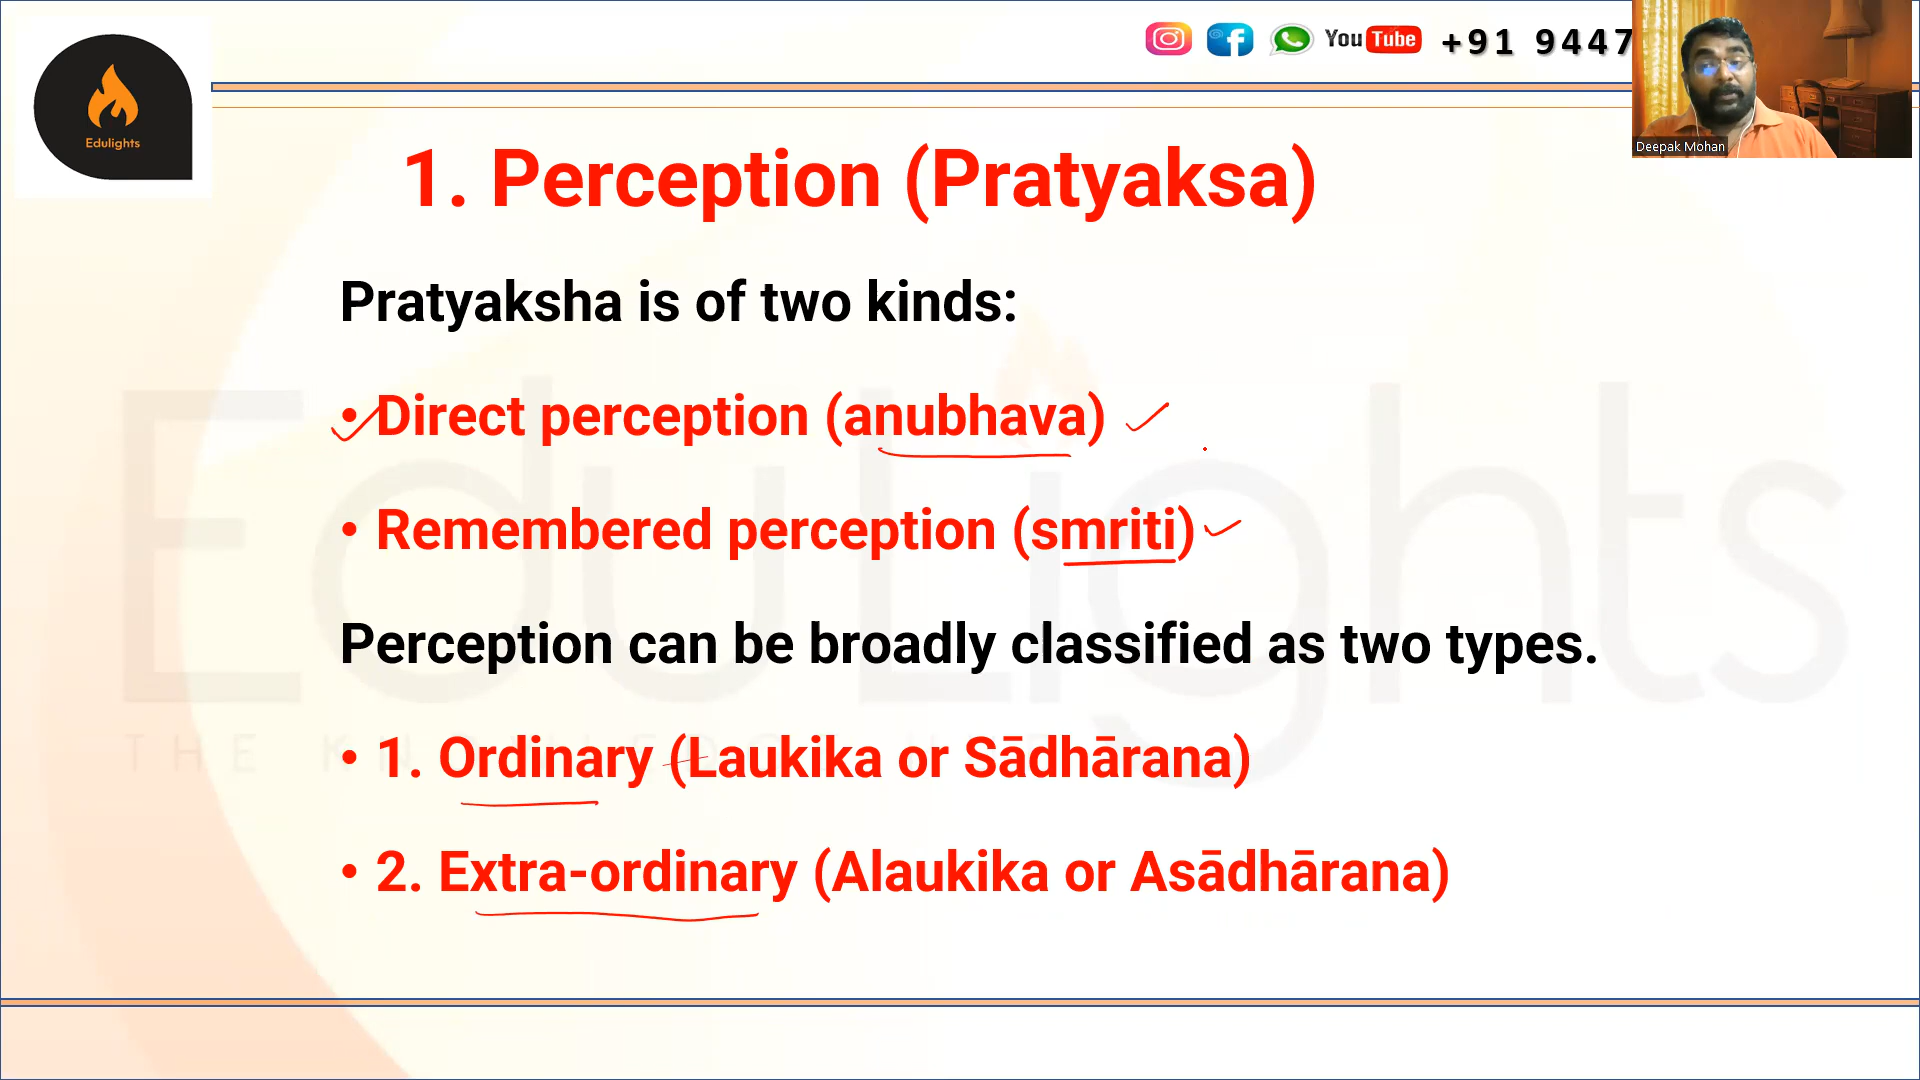 You Tube +91 9447
Edulights
Deepak Mohan
1. Perception (Pratyaksa)
Pratyaksha is of two kinds:
• Direct perception (anubhava)
• Remembered perception (smriti)
Perception can be broadly classified as two types.
• 1. Ordinary (Laukika or Sādhārana)
• 2. Extra-ordinary (Alaukika or Asādhārana)
EduLights